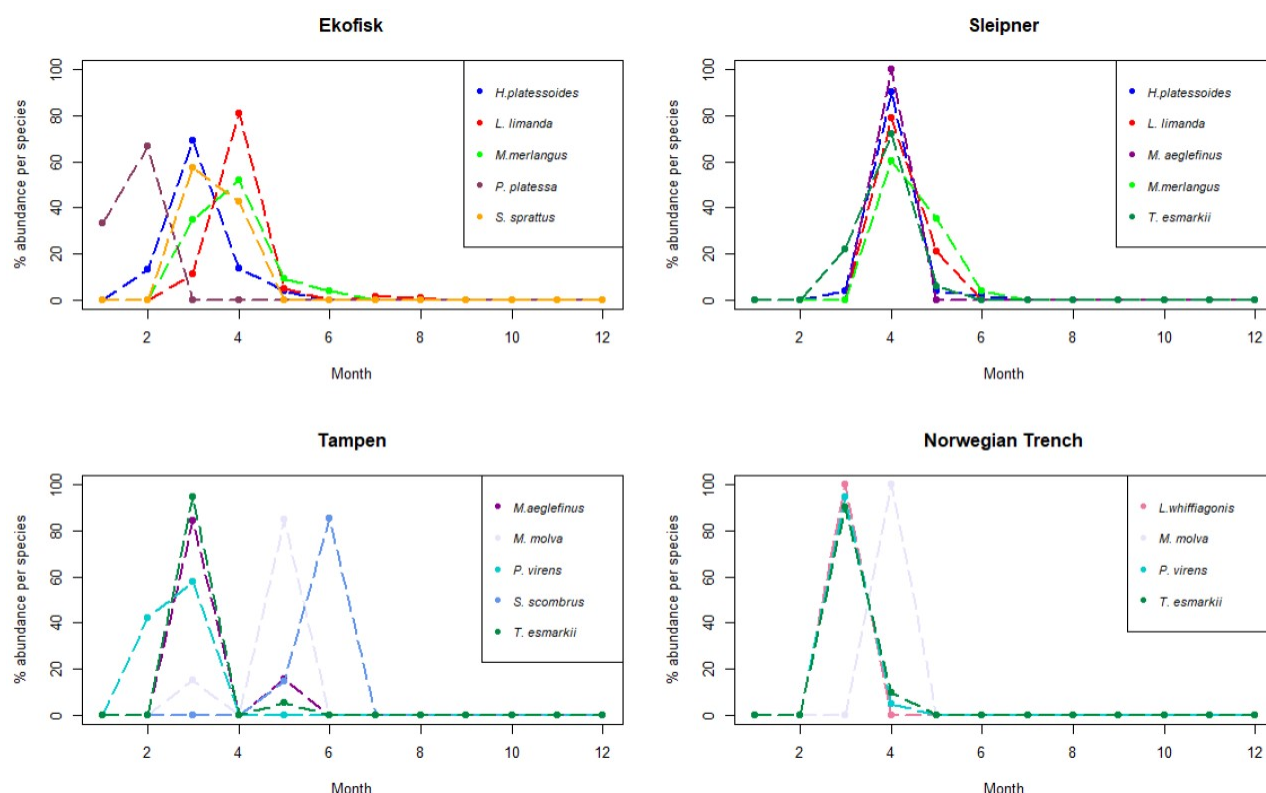 Ekofisk
% abundance per species
100
80
60
40
20
0
H.platessoides
L. limanda
M.merlangus
P. platessa
S. sprattus
2 4 6 8 10 12
Month
Sleipner
% abundance per species
100
80
60
40
20
0
H.platessoides
L. limanda
M. aeglefinus
M.merlangus
T. esmarkii
2 4 6 8 10 12
Month
Tampen
% abundance per species
100
80
60
40
20
0
M.aeglefinus
M. molva
P. virens
S. scombrus
T. esmarkii
2 4 6 8 10 12
Month
Norwegian Trench
% abundance per species
100
80
60
40
20
0
L.whiffiagonis
M. molva
P. virens
T. esmarkii
2 4 6 8 10 12
Month